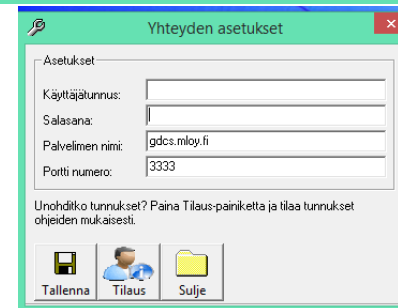 Yhteyden asetukset
Asetukset
Käyttäjätunnus:
Salasana:
Palvelimen nimi: gdcs.mloy.fi
Portti numero: 3333
Unohditko tunnukset? Paina Tilaus-painiketta ja tilaa tunnukset
ohjeiden mukaisesti.
Tallenna Tilaus Sulje